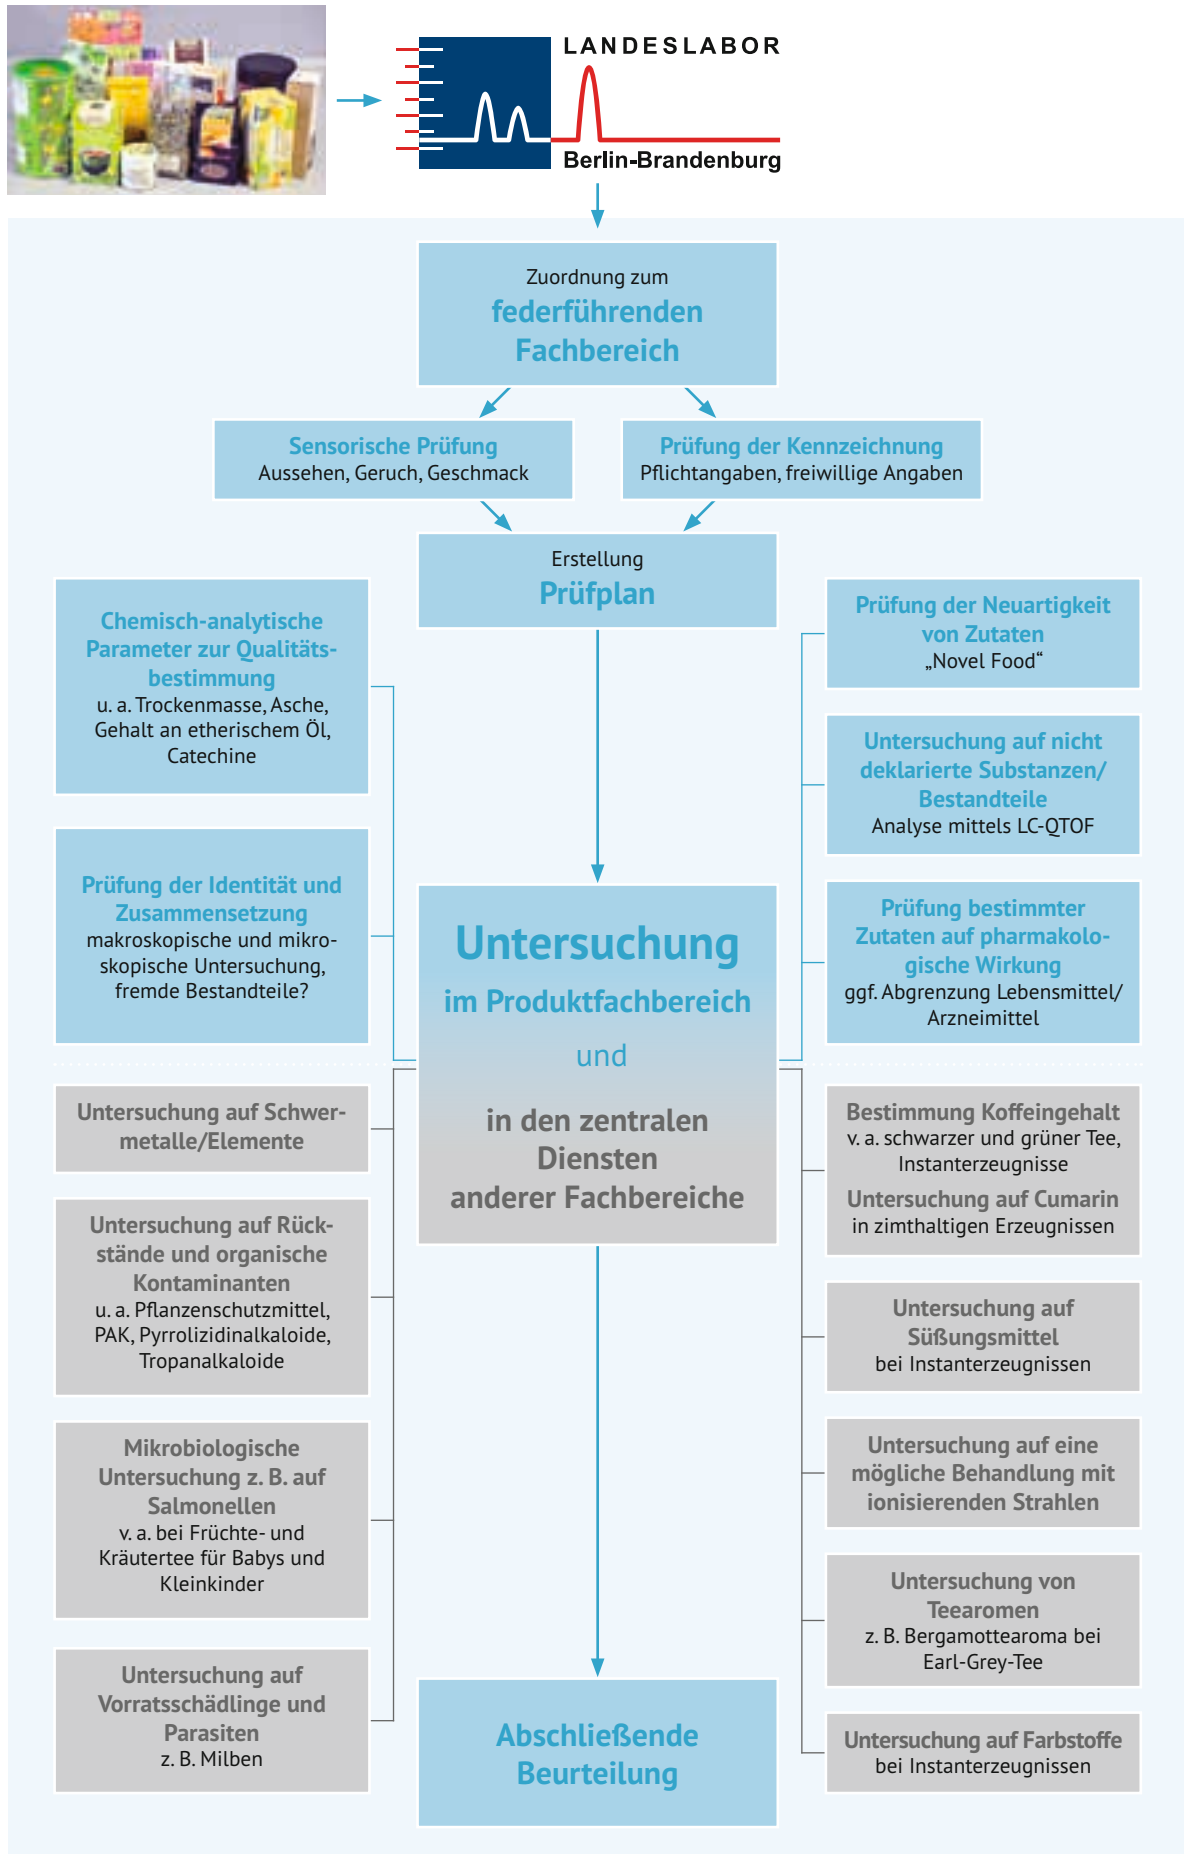 LANDESLABOR
Berlin-Brandenburg
Zuordnung zum
federführenden
Fachbereich
Sensorische Prüfung
Aussehen, Geruch, Geschmack
Prüfung der Kennzeichnung
Pflichtangaben, freiwillige Angaben
Erstellung
Prüfplan
Chemisch-analytische
Parameter zur Qualitäts-
bestimmung
u. a. Trockenmasse, Asche,
Gehalt an etherischem Öl,
Catechine
Prüfung der Identität und
Zusammensetzung
makroskopische und mikro-
skopische Untersuchung,
fremde Bestandteile?
Prüfung der Neuartigkeit
von Zutaten
„Novel Food“
Untersuchung auf nicht
deklarierte Substanzen/
Bestandteile
Analyse mittels LC-QTOF
Prüfung bestimmter
Zutaten auf pharmakolo-
gische Wirkung
ggf. Abgrenzung Lebensmittel/
Arzneimittel
Untersuchung
im Produktfachbereich
und
in den zentralen
Diensten
anderer Fachbereiche
Untersuchung auf Schwer-
metalle/Elemente
Untersuchung auf Rück-
stände und organische
Kontaminanten
u. a. Pflanzenschutzmittel,
PAK, Pyrrolizidinalkaloide,
Tropanalkaloide
Mikrobiologische
Untersuchung z. B. auf
Salmonellen
v. a. bei Früchte- und
Kräutertee für Babys und
Kleinkinder
Untersuchung auf
Vorratsschädlinge und
Parasiten
z. B. Milben
Bestimmung Koffeingehalt
v. a. schwarzer und grüner Tee,
Instanterzeugnisse
Untersuchung auf Cumarin
in zimthaltigen Erzeugnissen
Untersuchung auf
Süßungsmittel
bei Instanterzeugnissen
Untersuchung auf eine
mögliche Behandlung mit
ionisierenden Strahlen
Untersuchung von
Teearomen
z. B. Bergamottearoma bei
Earl-Grey-Tee
Untersuchung auf Farbstoffe
bei Instanterzeugnissen
Abschließende
Beurteilung